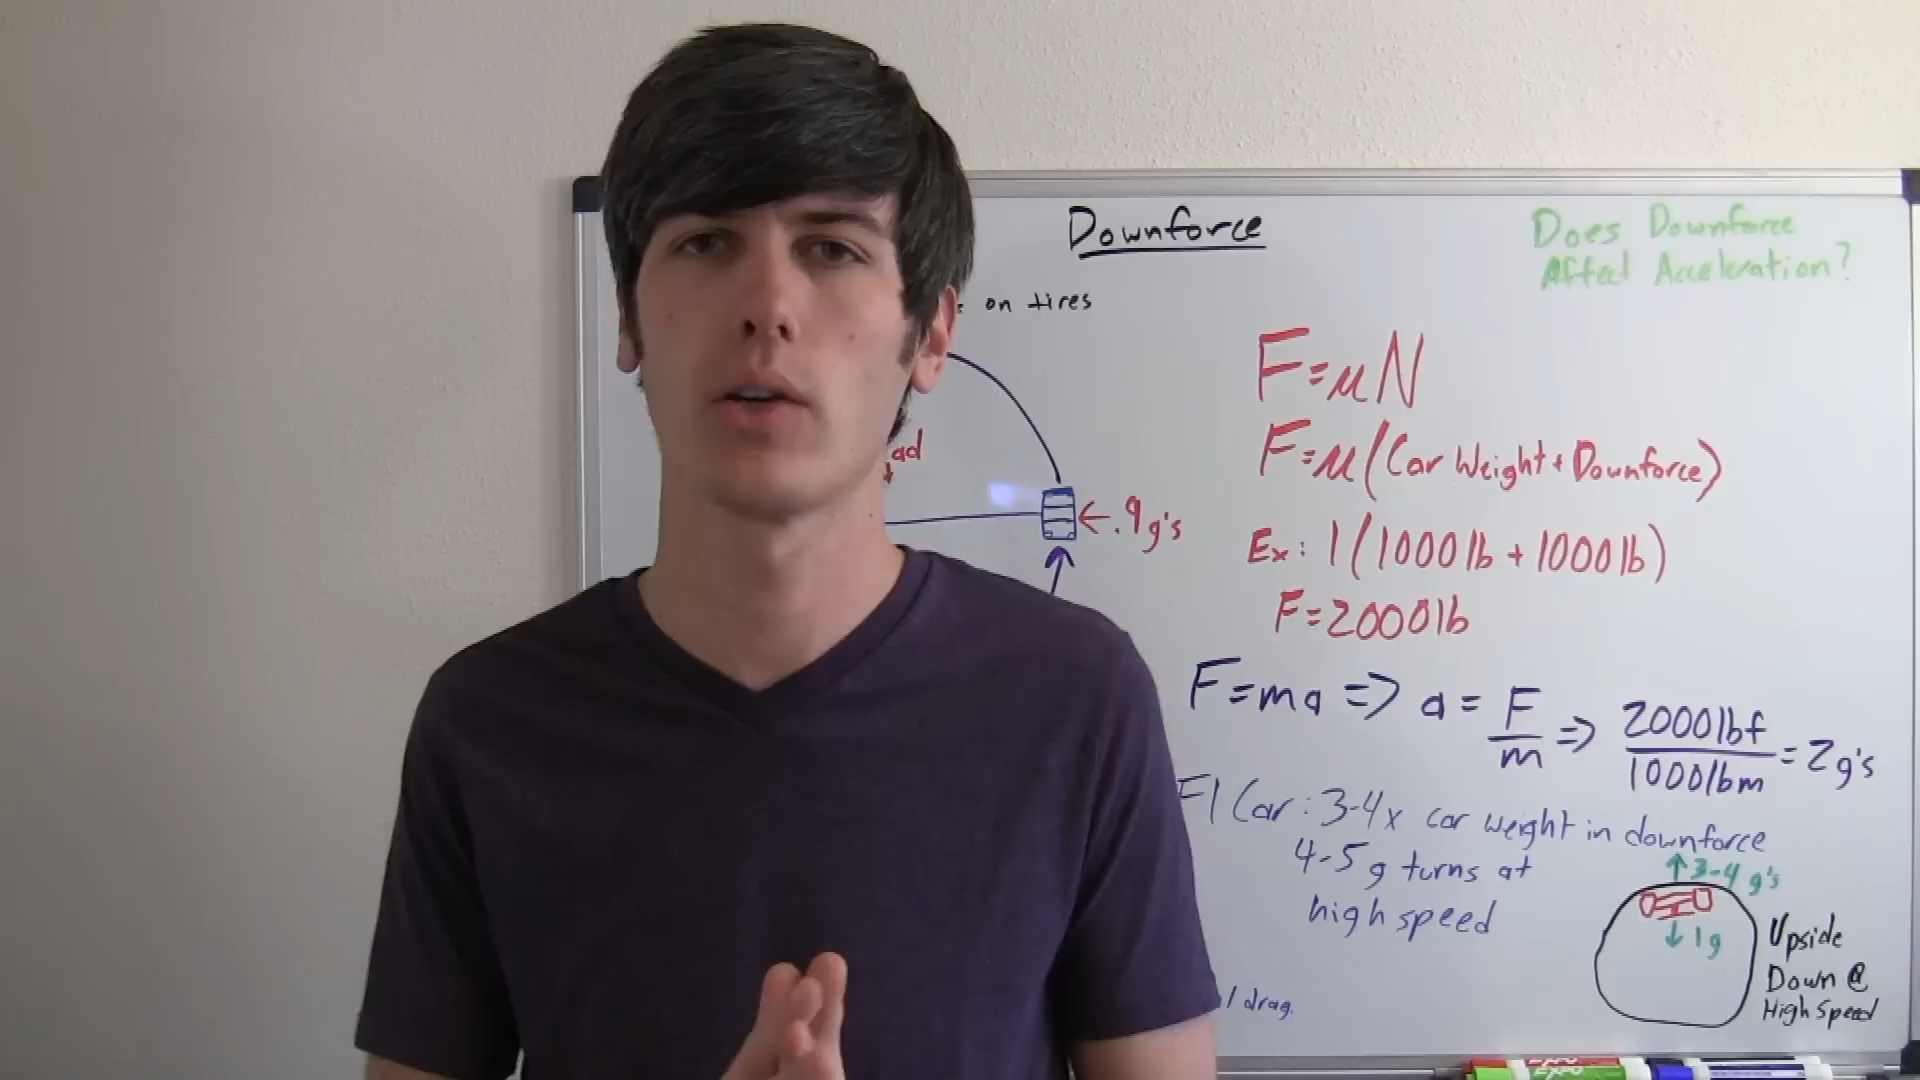 Downforce
Does Downforce
Affect Acceleration?
on tires
F=μN
F=μ(Car Weight + Downforce)
ad
←.9g's
Ex: 1(1000lb + 1000lb)
F=2000lb
F=ma => a = F/m => 2000lbf/1000lbm = 2g's
F1 Car: 3-4x car weight in downforce
4-5 g turns at
high speed
↑3-4 g's
↓1g
Upside
Down @
High Speed
drag.
EXPO
EXPO